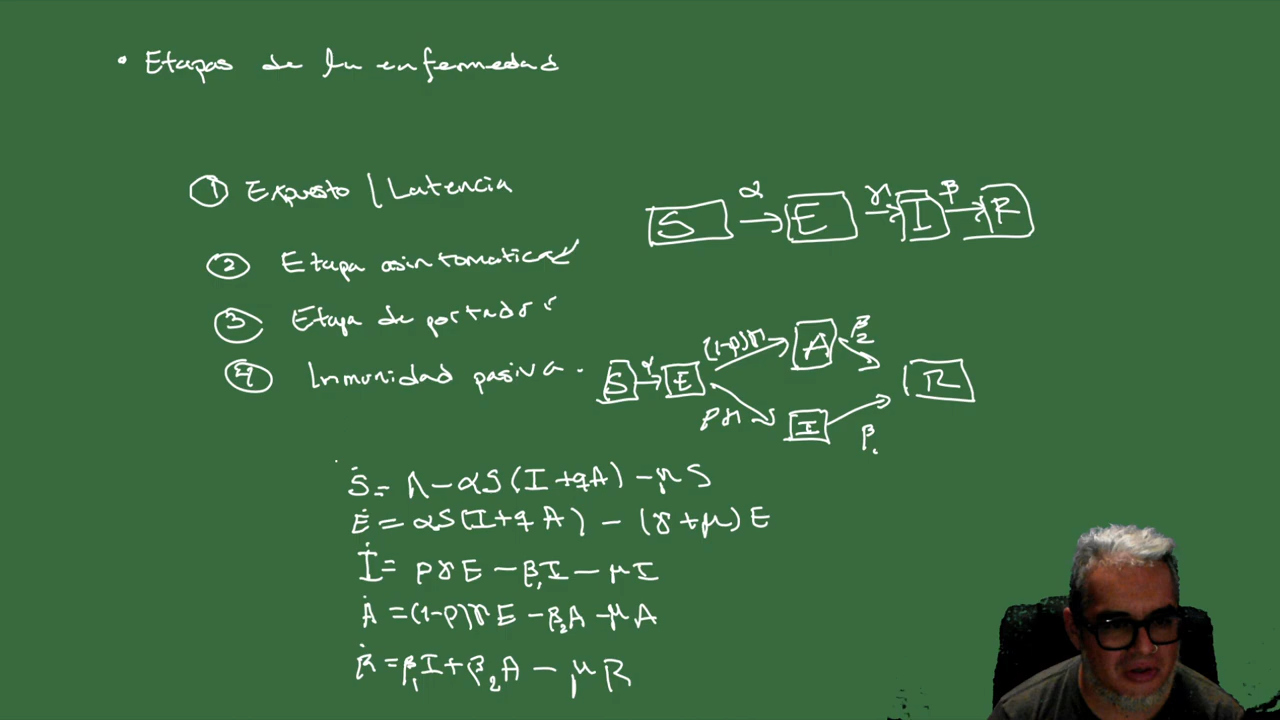 • Etapas de la enfermedad
① Expuesto / Latencia
S α→ E γ→ I β→ R
② Etapa asintomatica
③ Etapa de portador
④ Inmunidad pasiva
(1-p)γ A β₂
S α→ E R
pγ I β₁
Ṡ = Λ - αS(I+qA) - μS
Ė = αS(I+qA) - (γ+μ)E
İ = pγE - β₁I - μI
Ȧ = (1-p)γE - β₂A - μA
Ṙ = β₁I + β₂A - μR